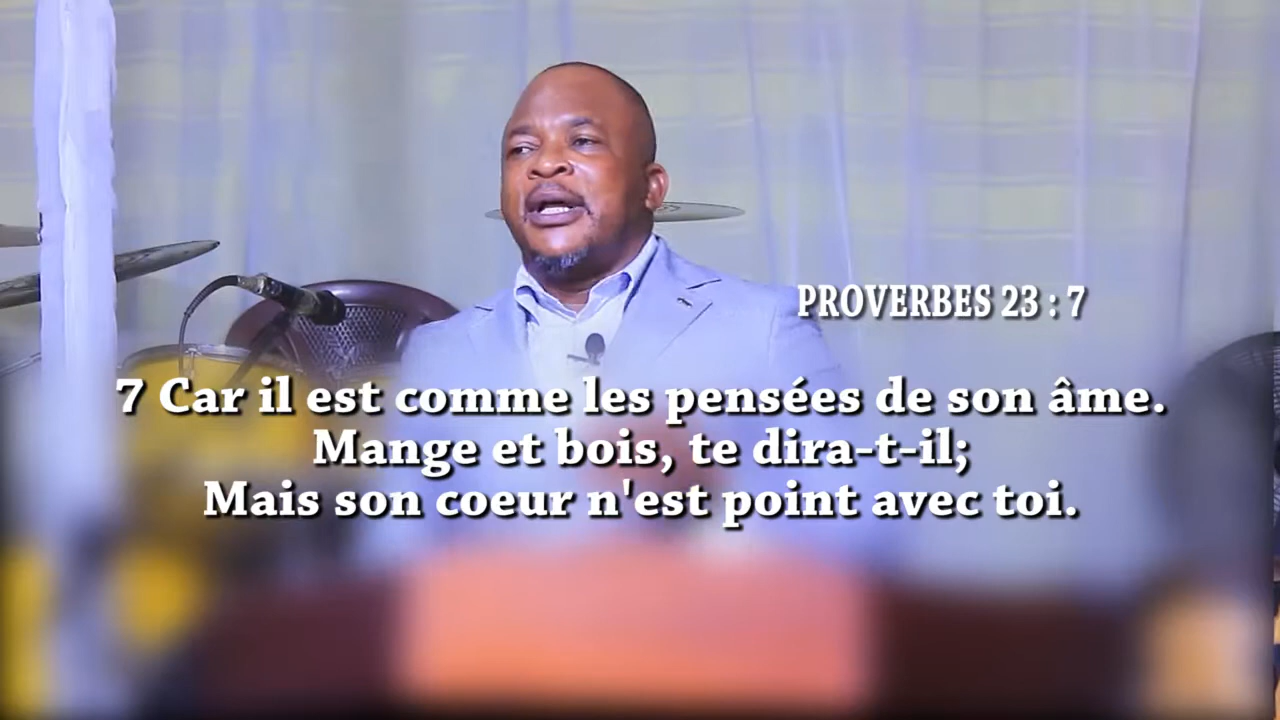 PROVERBES 23 : 7
7 Car il est comme les pensées de son âme.
Mange et bois, te dira-t-il;
Mais son coeur n'est point avec toi.